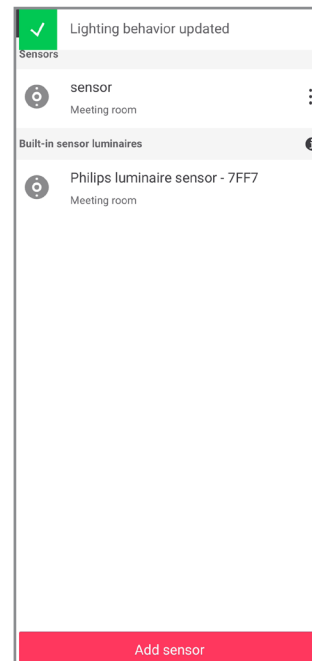 Lighting behavior updated
Sensors
sensor
Meeting room
Built-in sensor luminaires
Philips luminaire sensor - 7FF7
Meeting room
Add sensor